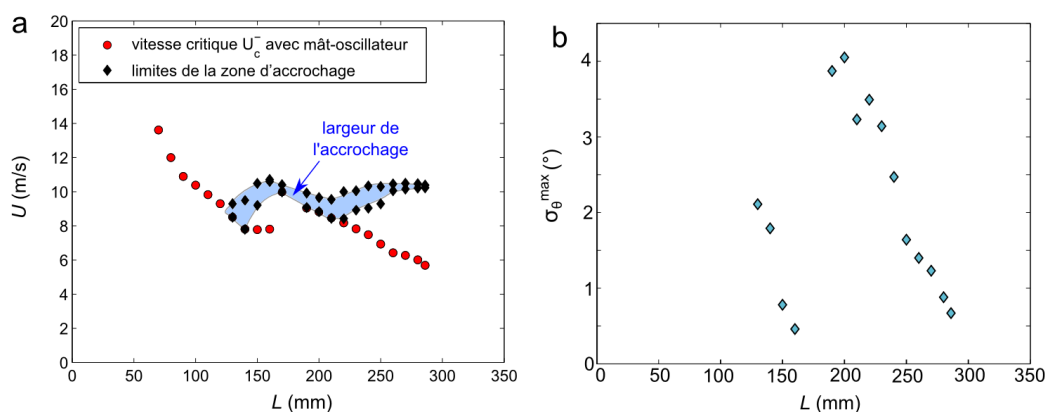 a
20
18
16
14
12
10
8
6
4
2
0
U (m/s)
vitesse critique U_c^- avec mât-oscillateur
limites de la zone d'accrochage
largeur de
l'accrochage
0 50 100 150 200 250 300 350
L (mm)
b
4
3
2
1
0
σ_θ^max (°)
0 50 100 150 200 250 300 350
L (mm)